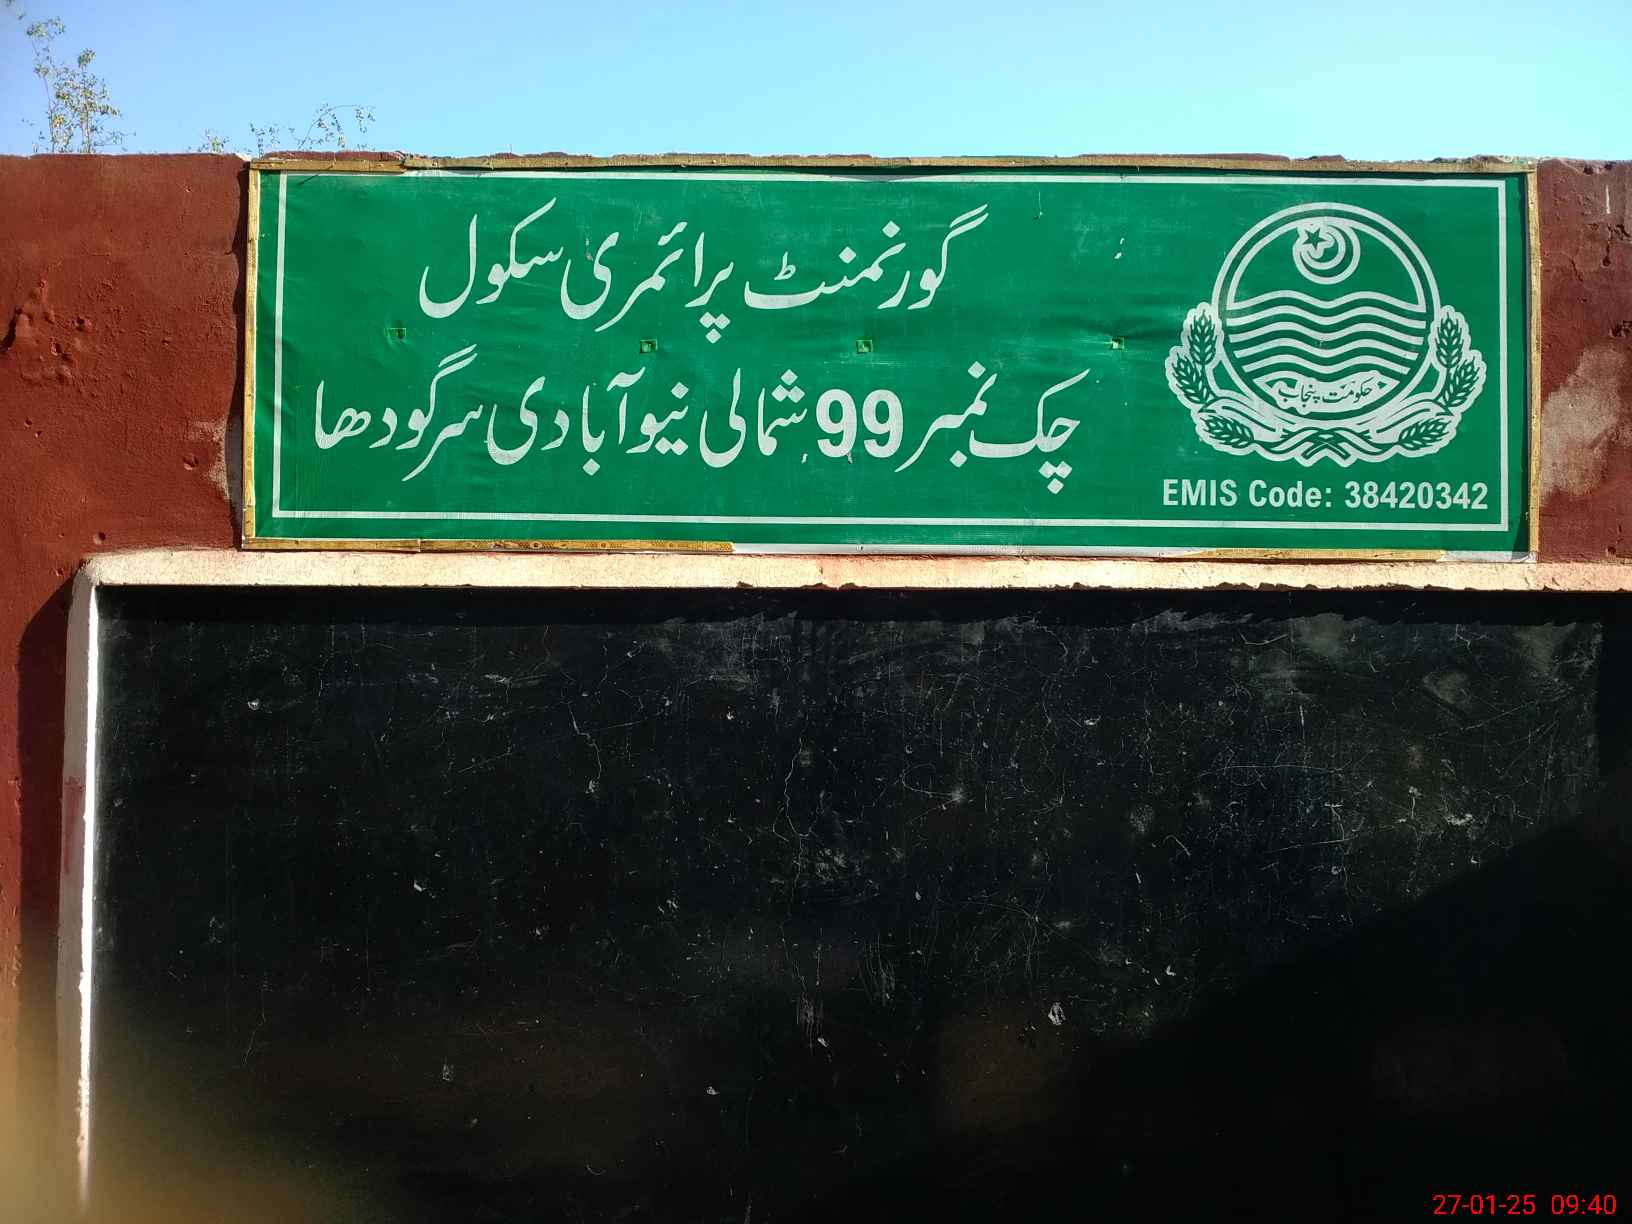 گورنمنٹ پرائمری سکول
چک نمبر 99 شمالی نیو آبادی سرگودھا
حکومت پنجاب
EMIS Code: 38420342
27-01-25 09:40